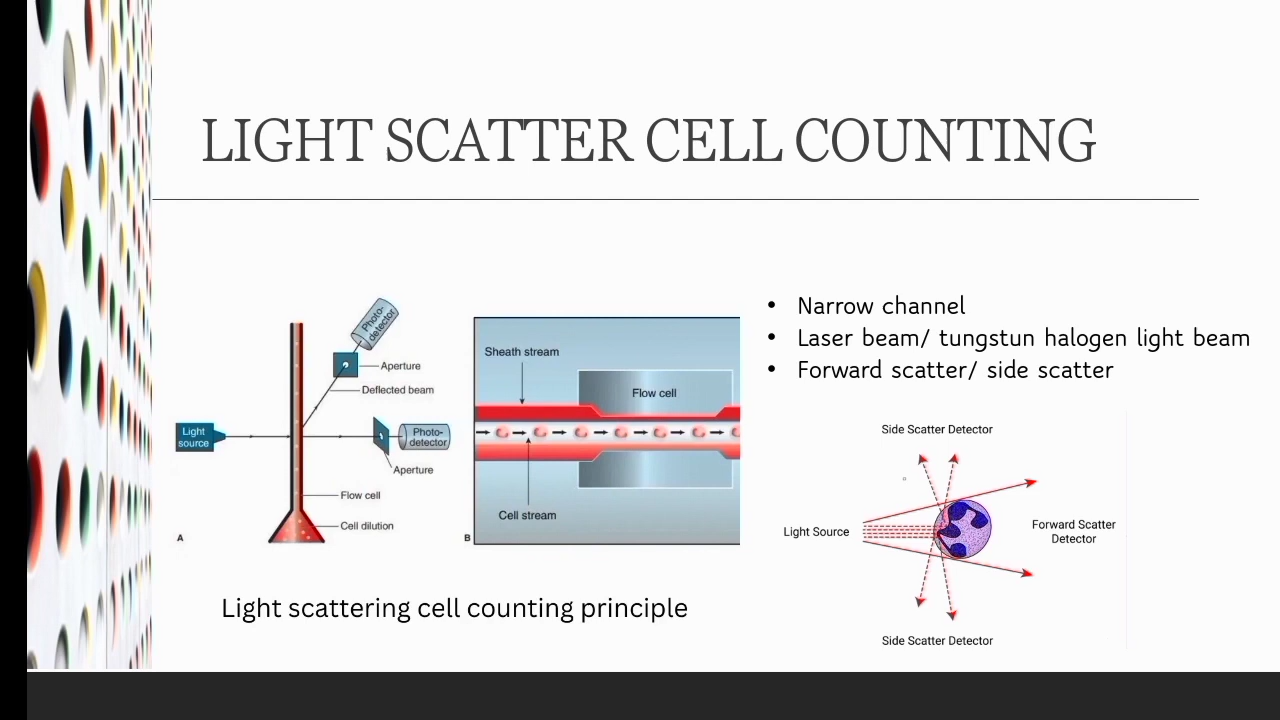 LIGHT SCATTER CELL COUNTING
Photo-
detector
Aperture
Deflected beam
Light
source
Photo-
detector
Aperture
Flow cell
Cell dilution
A
Sheath stream
Flow cell
Cell stream
B
Light scattering cell counting principle
• Narrow channel
• Laser beam/ tungstun halogen light beam
• Forward scatter/ side scatter
Side Scatter Detector
Light Source
Forward Scatter
Detector
Side Scatter Detector